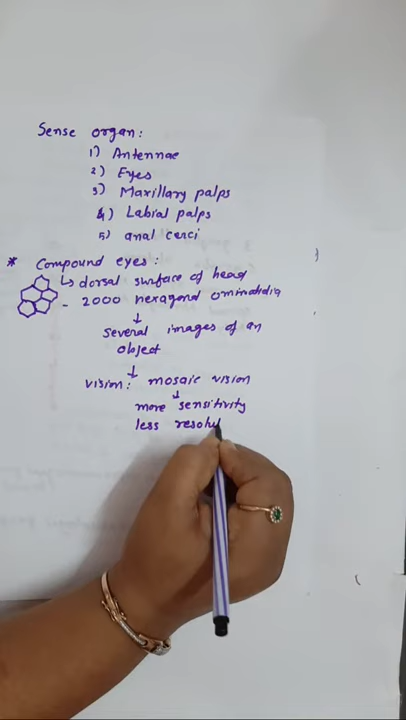 Sense organ:
1) Antennae
2) Eyes
3) Maxillary palps
4) Labial palps
5) anal cerci
* Compound eyes:
↳ dorsal surface of head
- 2000 hexagonal ommatidia
↓
several images of an
object
↓
vision: mosaic vision
↓
more sensitivity
less resolu